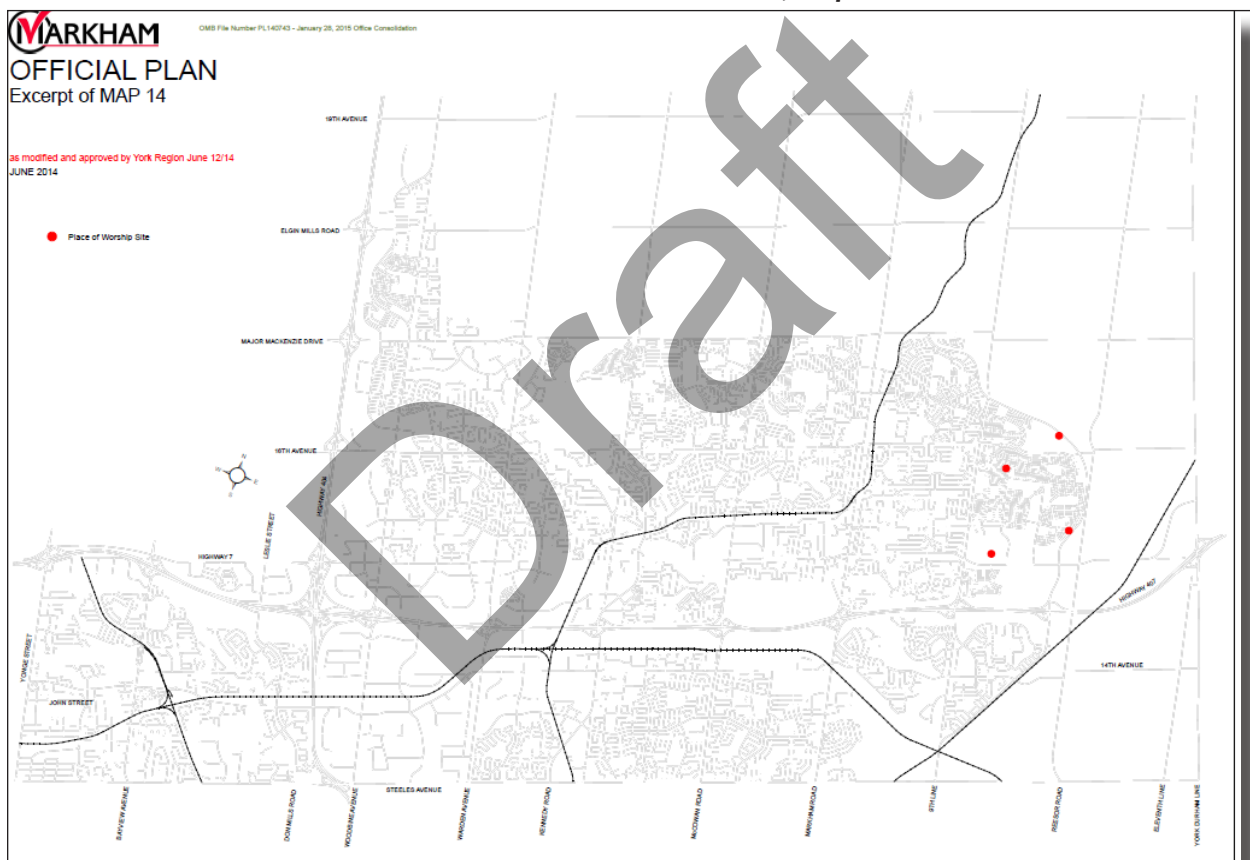 MARKHAM
OMB File Number PL140743 - January 28, 2015 Office Consolidation
OFFICIAL PLAN
Excerpt of MAP 14
as modified and approved by York Region June 12/14
JUNE 2014
Place of Worship Site
Draft
19TH AVENUE
ELGIN MILLS ROAD
MAJOR MACKENZIE DRIVE
16TH AVENUE
HIGHWAY 404
LESLIE STREET
HIGHWAY 7
HIGHWAY 407
YONGE STREET
14TH AVENUE
JOHN STREET
STEELES AVENUE
BAYVIEW AVENUE
DON MILLS ROAD
WOODBINE AVENUE
WARDEN AVENUE
KENNEDY ROAD
McCOWAN ROAD
MARKHAM ROAD
9TH LINE
REESOR ROAD
ELEVENTH LINE
YORK DURHAM LINE